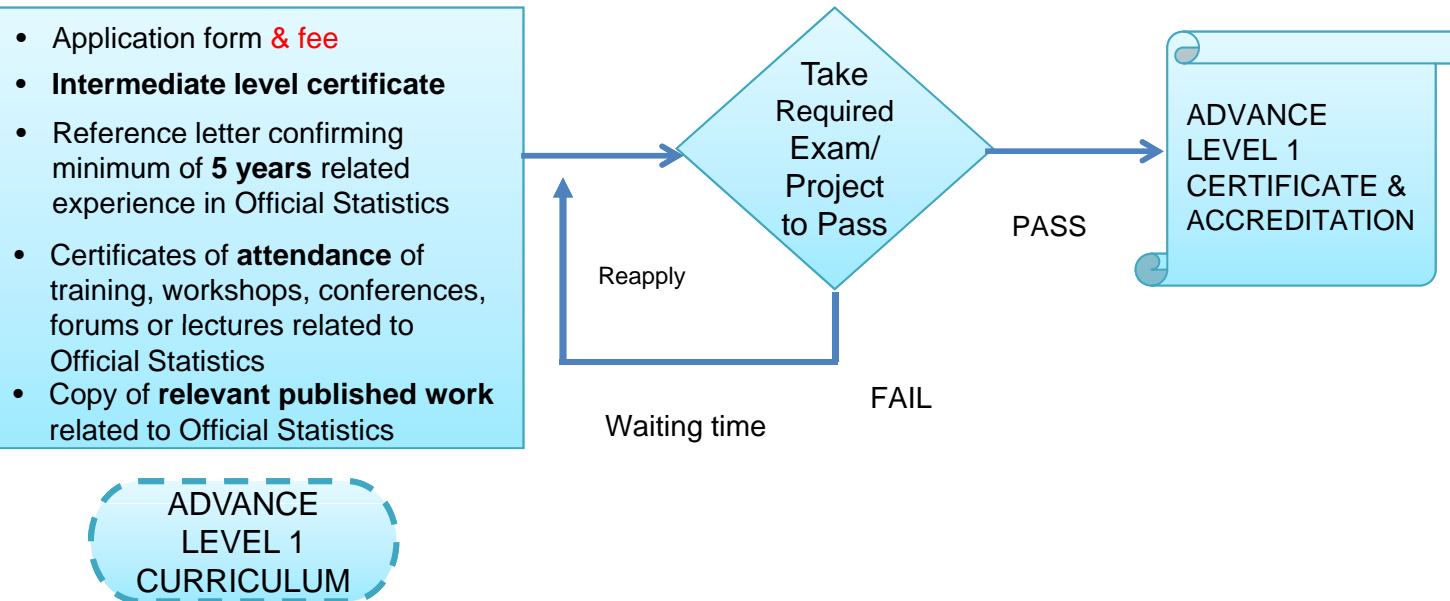 • Application form & fee
• Intermediate level certificate
• Reference letter confirming
minimum of 5 years related
experience in Official Statistics
• Certificates of attendance of
training, workshops, conferences,
forums or lectures related to
Official Statistics
• Copy of relevant published work
related to Official Statistics
Take
Required
Exam/
Project
to Pass
PASS
ADVANCE
LEVEL 1
CERTIFICATE &
ACCREDITATION
Reapply
FAIL
Waiting time
ADVANCE
LEVEL 1
CURRICULUM